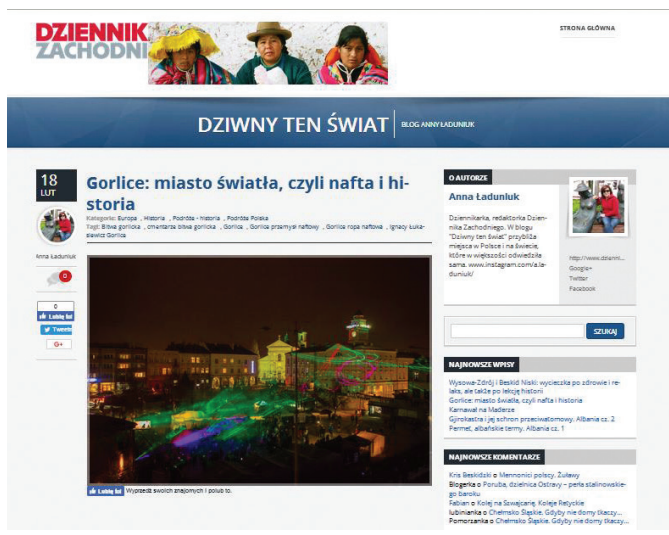 DZIENNIK
ZACHODNI
STRONA GŁÓWNA
DZIWNY TEN ŚWIAT
BLOG ANNY ŁADUNIUK
18
LUT
Anna Laduniuk
0
0
Lubię to!
Tweetnij
G+
Gorlice: miasto światła, czyli nafta i hi-
storia
Kategorie: Europa , Historia , Podróże - historia , Podróże Polska
Tagi: Bitwa gorlicka , cmentarze bitwa gorlicka , Gorlice , Gorlice przemysł naftowy , Gorlice ropa naftowa , Ignacy Łuka-
siewicz Gorlice
Lubię to!
Wyprzedź swoich znajomych i polub to.
O AUTORZE
Anna Ładuniuk
Dziennikarka, redaktorka Dzien-
nika Zachodniego. W blogu
"Dziwny ten świat" przybliża
miejsca w Polsce i na świecie,
które w większości odwiedziła
sama. www.instagram.com/a.la-
duniuk/
http://www.dzienni...
Google+
Twitter
Facebook
SZUKAJ
NAJNOWSZE WPISY
Wysowa-Zdrój i Beskid Niski: wycieczka po zdrowie i re-
laks, ale także po lekcję historii
Gorlice: miasto światła, czyli nafta i historia
Karnawał na Maderze
Gjirokastra i jej schron przeciwatomowy. Albania cz. 2
Permet, albańskie termy. Albania cz. 1
NAJNOWSZE KOMENTARZE
Kris Beskidzki o Mennonici polscy. Żuławy
Blogerka o Poruba, dzielnica Ostravy – perła stalinowskie-
go baroku
Fabian o Kolej na Szwajcarię. Koleje Retyckie
lubinianka o Chełmsko Śląskie. Gdyby nie domy tkaczy...
Pomorzanka o Chełmsko Śląskie. Gdyby nie domy tkaczy...